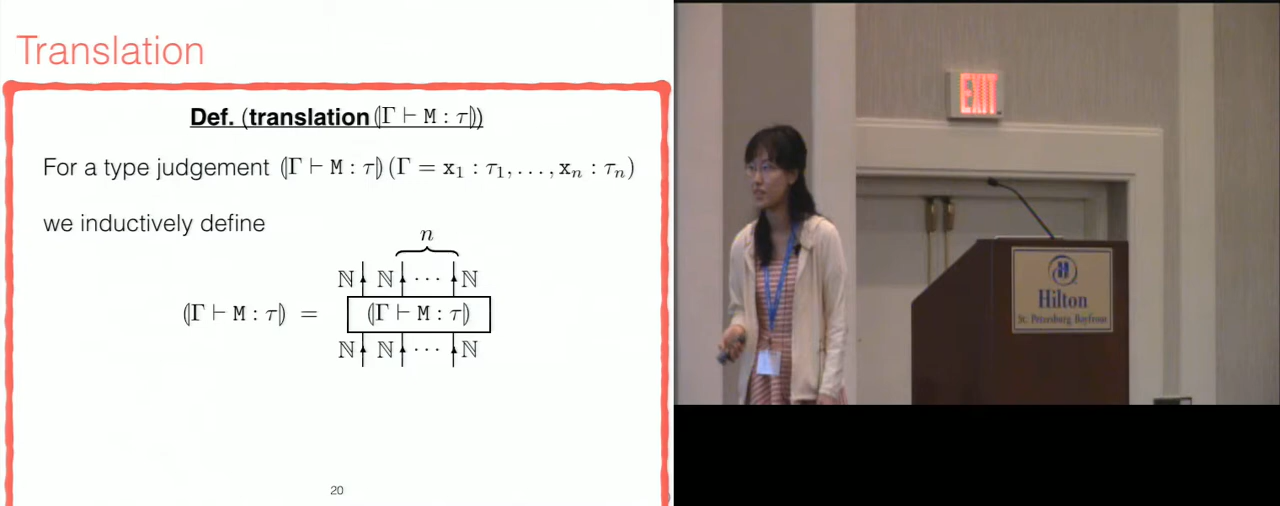 Translation
Def. (translation (|Γ ⊢ M : τ|))
For a type judgement (|Γ ⊢ M : τ|) (Γ = x₁ : τ₁, . . . , xₙ : τₙ)
we inductively define
n
ℕ ℕ ··· ℕ
(|Γ ⊢ M : τ|) = (|Γ ⊢ M : τ|)
ℕ ℕ ··· ℕ
20
EXIT
Hilton
St. Petersburg Bayfront